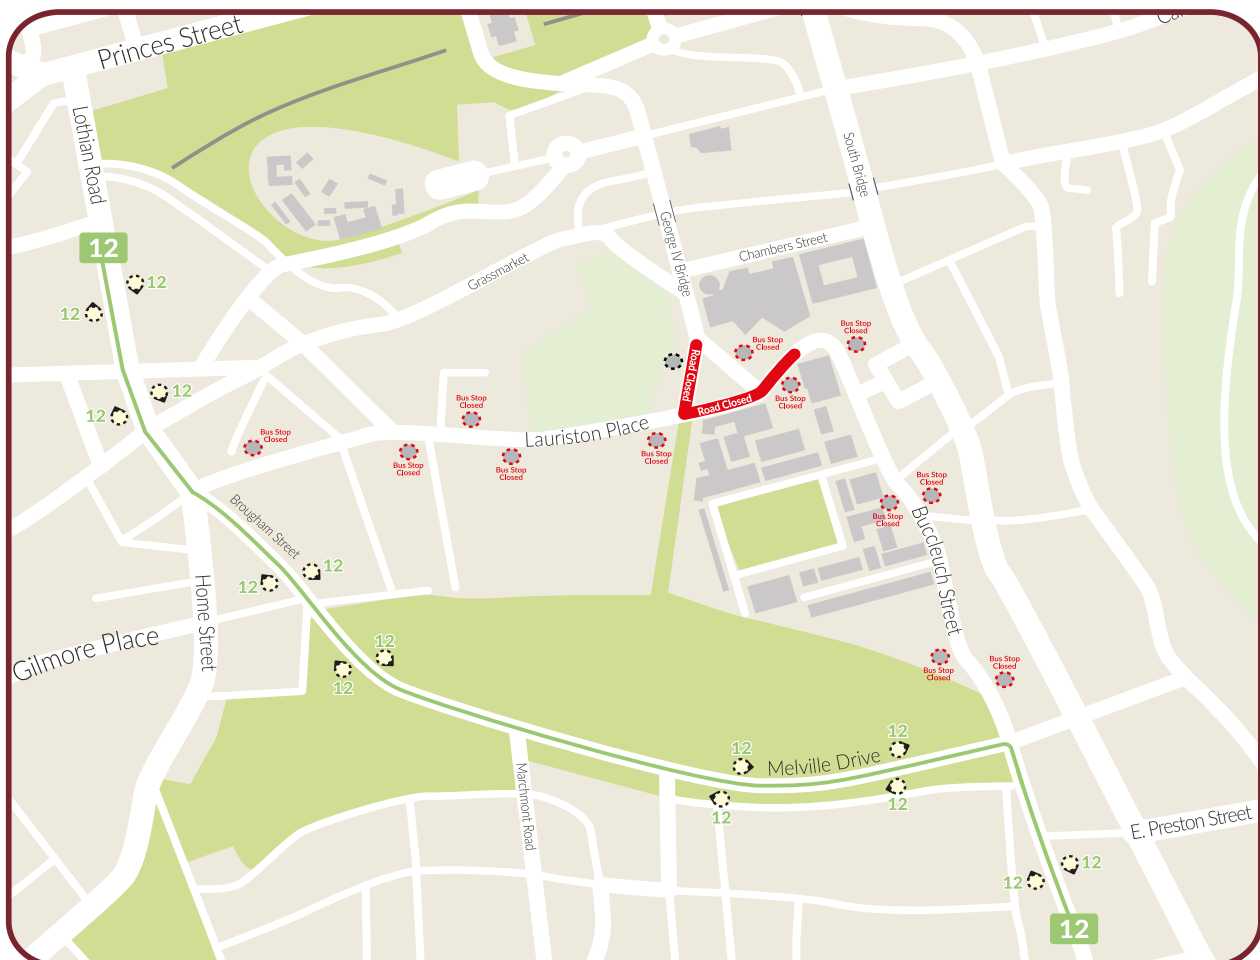 Princes Street
Ca
Lothian Road
South Bridge
12
George IV Bridge
Chambers Street
Grassmarket
12
12
Bus Stop
Closed
Bus Stop
Closed
Road Closed
Bus Stop
Closed
Road Closed
12
12
Bus Stop
Closed
Lauriston Place
Bus Stop
Closed
Bus Stop
Closed
Bus Stop
Closed
Bus Stop
Closed
Bus Stop
Closed
Bus Stop
Closed
Brougham Street
Buccleuch Street
12
12
Home Street
Gilmore Place
12
12
Bus Stop
Closed
Bus Stop
Closed
12
12
Melville Drive
Marchmont Road
12
12
E. Preston Street
12
12
12